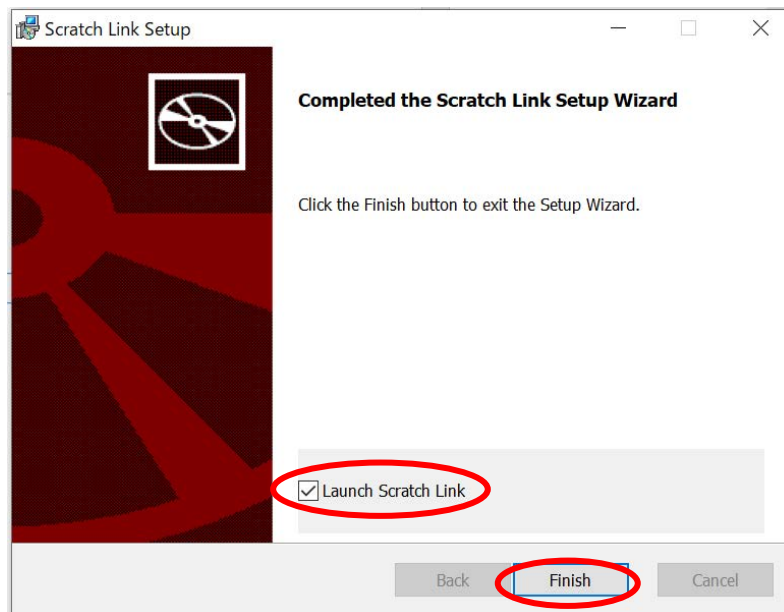 Scratch Link Setup
Completed the Scratch Link Setup Wizard
Click the Finish button to exit the Setup Wizard.
Launch Scratch Link
Back Finish Cancel